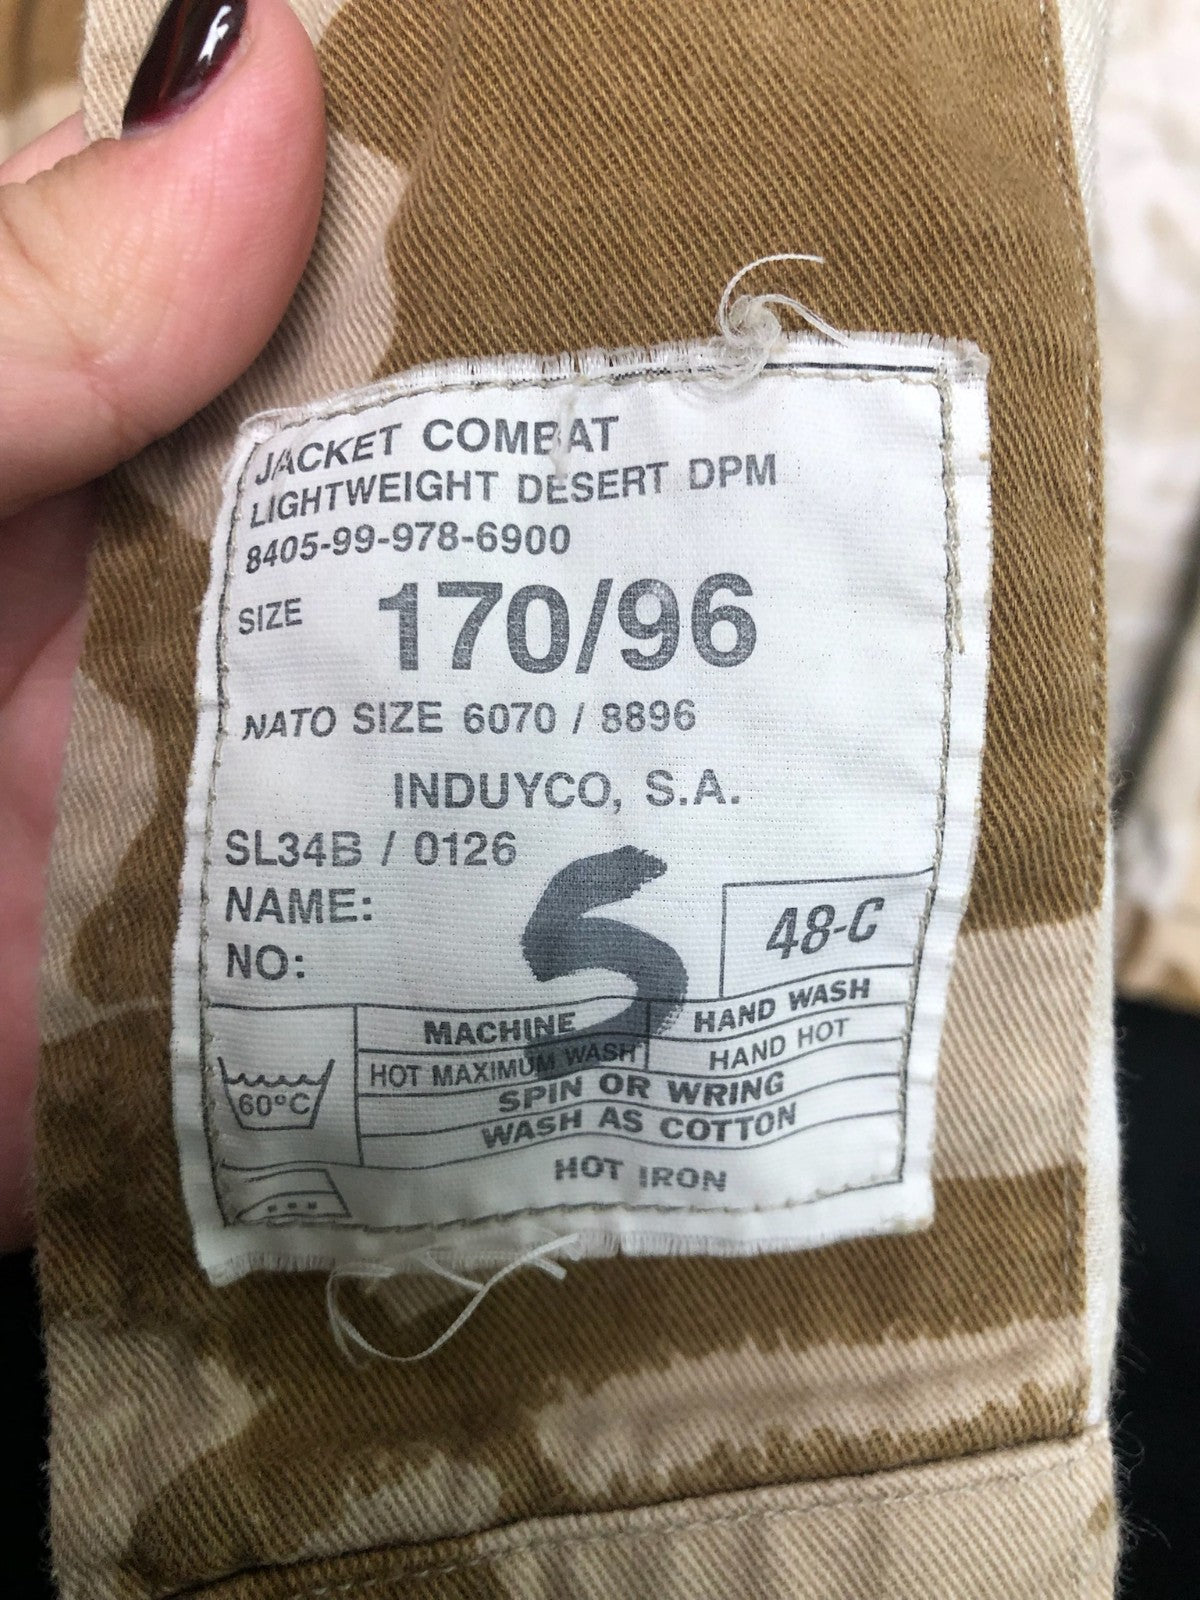 JACKET COMBAT
LIGHTWEIGHT DESERT DPM
8405-99-978-6900
SIZE 170/96
NATO SIZE 6070 / 8896
INDUYCO, S.A.
SL34B / 0126
NAME:
NO:
S
48-C
MACHINE HAND WASH
HOT MAXIMUM WASH HAND HOT
60°C
SPIN OR WRING
WASH AS COTTON
HOT IRON